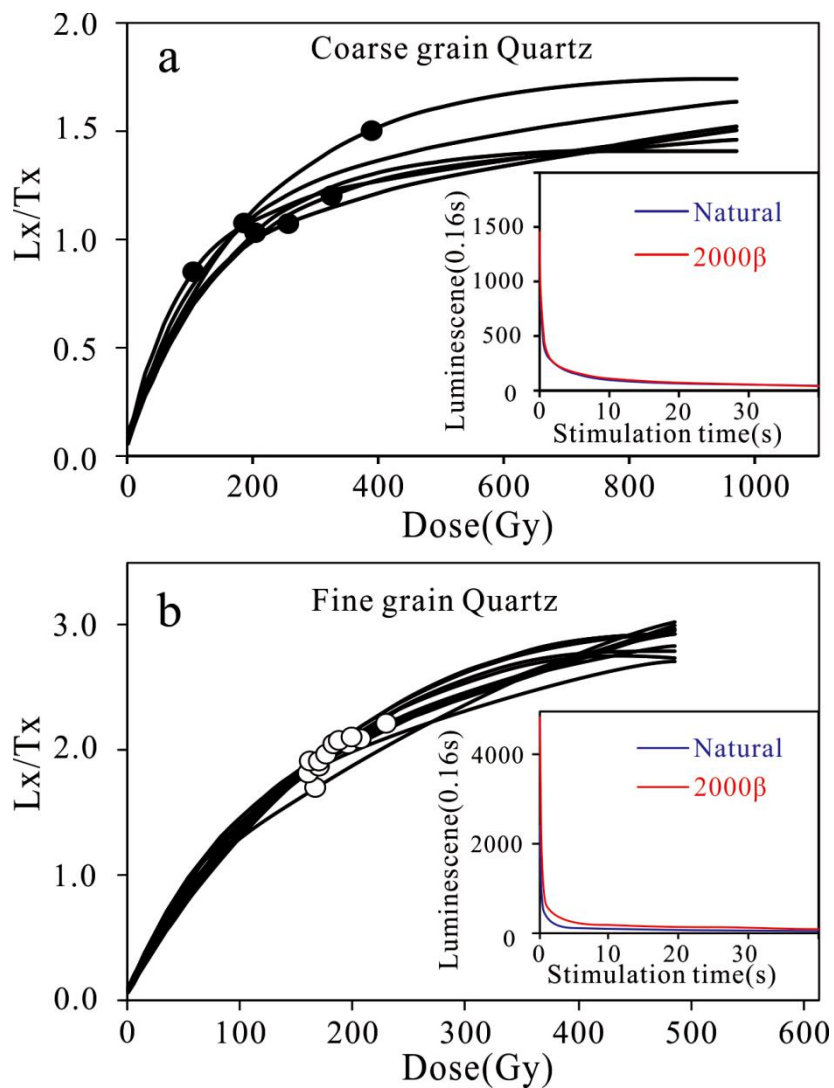 a
Coarse grain Quartz
2.0
1.5
1.0
0.5
0.0
Lx/Tx
0
200
400
600
800
1000
Dose(Gy)
Natural
2000β
1500
1000
500
0
Luminescene(0.16s)
0
10
20
30
Stimulation time(s)
b
Fine grain Quartz
3.0
2.0
1.0
0.0
Lx/Tx
0
100
200
300
400
500
600
Dose(Gy)
Natural
2000β
4000
2000
0
Luminescene(0.16s)
0
10
20
30
Stimulation time(s)